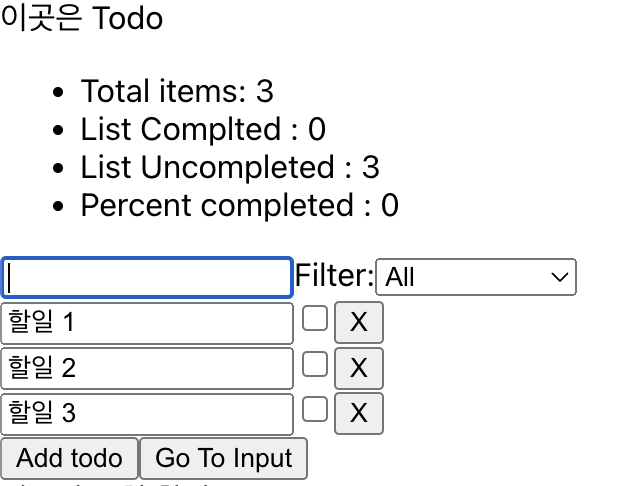 이곳은 Todo
Total items: 3
List Complted : 0
List Uncompleted : 3
Percent completed : 0
Filter: All
할일 1 X
할일 2 X
할일 3 X
Add todo Go To Input